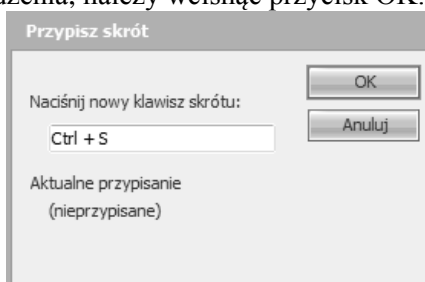 należy wcisnąć przycisk OK.
Przypisz skrót
OK
Naciśnij nowy klawisz skrótu:
Anuluj
Ctrl + S
Aktualne przypisanie
(nieprzypisane)